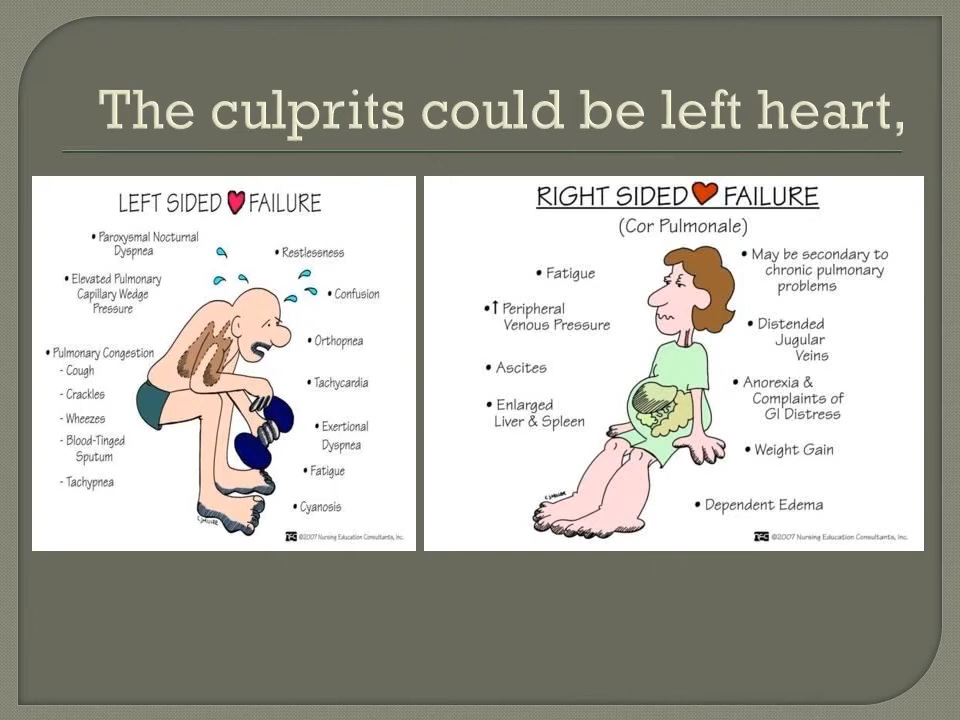 The culprits could be left heart,
LEFT SIDED FAILURE
• Paroxysmal Nocturnal
Dyspnea
• Elevated Pulmonary
Capillary Wedge
Pressure
• Pulmonary Congestion
- Cough
- Crackles
- Wheezes
- Blood-Tinged
Sputum
- Tachypnea
• Restlessness
• Confusion
• Orthopnea
• Tachycardia
• Exertional
Dyspnea
• Fatigue
• Cyanosis
©2007 Nursing Education Consultants, Inc.
RIGHT SIDED FAILURE
(Cor Pulmonale)
• Fatigue
•↑ Peripheral
Venous Pressure
• Ascites
• Enlarged
Liver & Spleen
• May be secondary to
chronic pulmonary
problems
• Distended
Jugular
Veins
• Anorexia &
Complaints of
GI Distress
• Weight Gain
• Dependent Edema
©2007 Nursing Education Consultants, Inc.